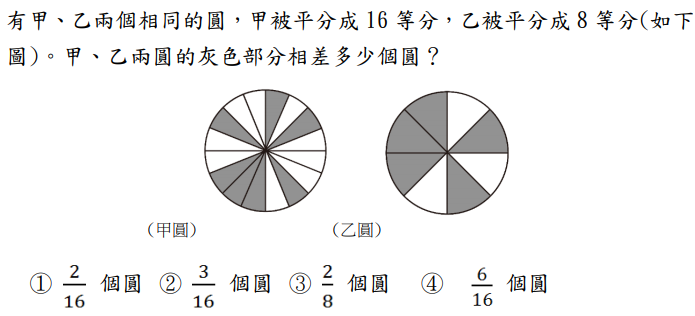 有甲、乙兩個相同的圓，甲被平分成 16 等分，乙被平分成 8 等分(如下
圖)。甲、乙兩圓的灰色部分相差多少個圓？
（甲圓） （乙圓）
① 2/16 個圓 ② 3/16 個圓 ③ 2/8 個圓 ④ 6/16 個圓